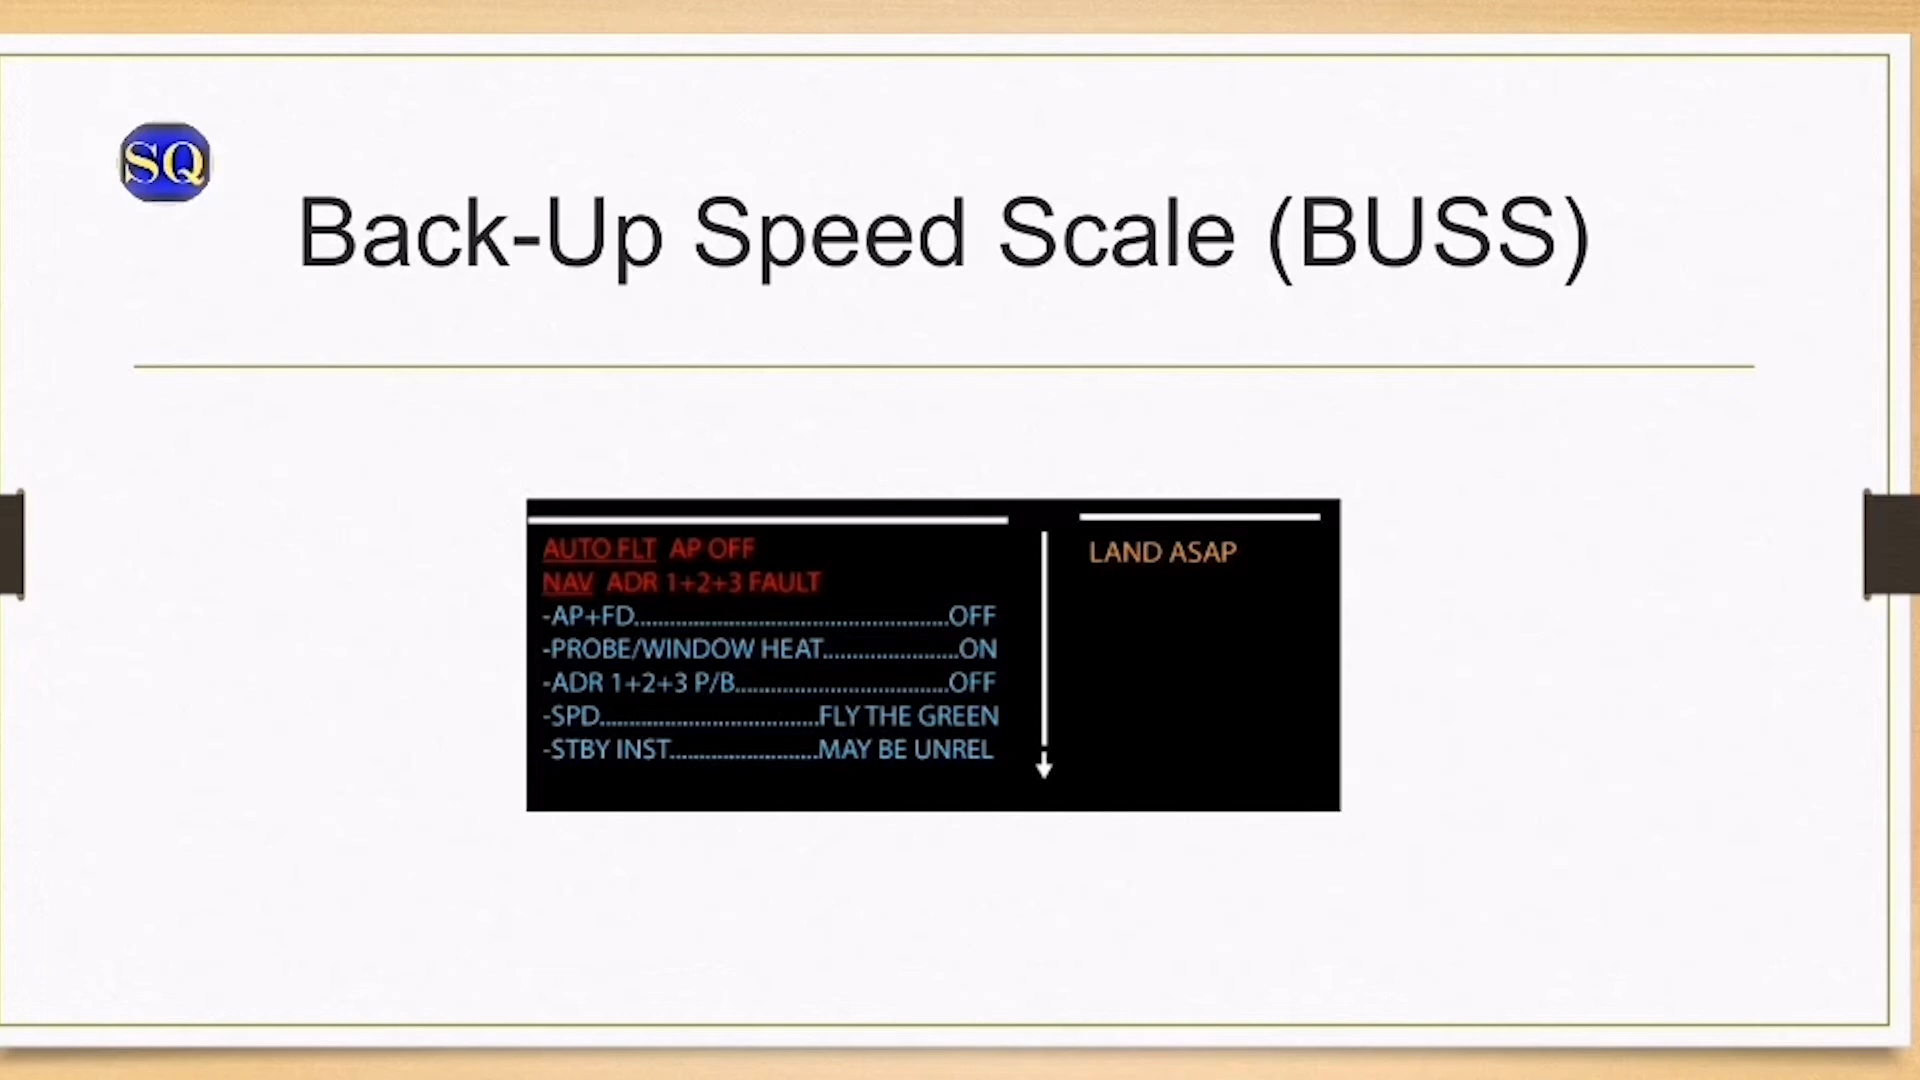 SQ
Back-Up Speed Scale (BUSS)
AUTO FLT AP OFF
NAV ADR 1+2+3 FAULT
-AP+FD................................................OFF
-PROBE/WINDOW HEAT.....................ON
-ADR 1+2+3 P/B.................................OFF
-SPD..................................FLY THE GREEN
-STBY INST.......................MAY BE UNREL
LAND ASAP